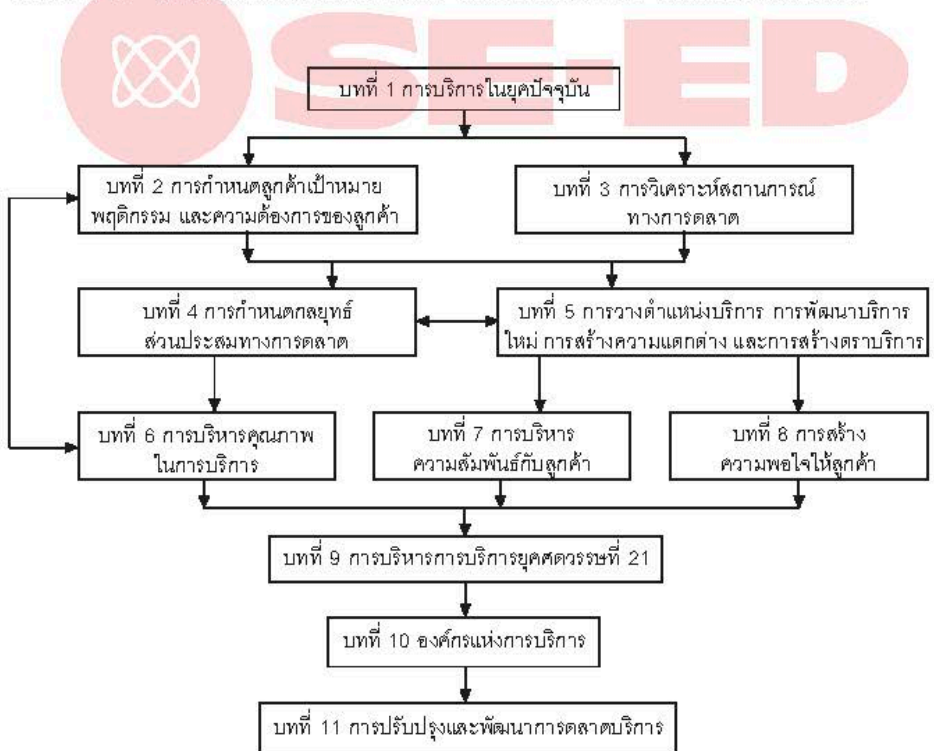 SE-ED
บทที่ 1 การบริการในยุคปัจจุบัน
บทที่ 2 การกำหนดลูกค้าเป้าหมาย
พฤติกรรม และความต้องการของลูกค้า
บทที่ 3 การวิเคราะห์สถานการณ์
ทางการตลาด
บทที่ 4 การกำหนดกลยุทธ์
ส่วนประสมทางการตลาด
บทที่ 5 การวางตำแหน่งบริการ การพัฒนาบริการ
ใหม่ การสร้างความแตกต่าง และการสร้างตราบริการ
บทที่ 6 การบริหารคุณภาพ
ในการบริการ
บทที่ 7 การบริหาร
ความสัมพันธ์กับลูกค้า
บทที่ 8 การสร้าง
ความพอใจให้ลูกค้า
บทที่ 9 การบริหารการบริการยุคศตวรรษที่ 21
บทที่ 10 องค์กรแห่งการบริการ
บทที่ 11 การปรับปรุงและพัฒนาการตลาดบริการ